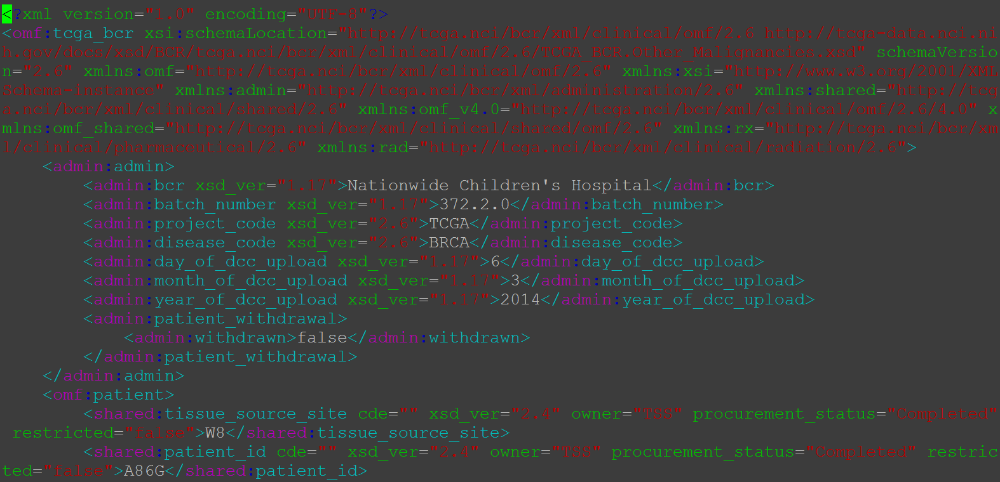 <?xml version="1.0" encoding="UTF-8"?>
<omf:tcga_bcr xsi:schemaLocation="http://tcga.nci/bcr/xml/clinical/omf/2.6 http://tcga-data.nci.ni
h.gov/docs/xsd/BCR/tcga.nci/bcr/xml/clinical/omf/2.6/TCGA_BCR.Other_Malignancies.xsd" schemaVersio
n="2.6" xmlns:omf="http://tcga.nci/bcr/xml/clinical/omf/2.6" xmlns:xsi="http://www.w3.org/2001/XML
Schema-instance" xmlns:admin="http://tcga.nci/bcr/xml/administration/2.6" xmlns:shared="http://tcg
a.nci/bcr/xml/clinical/shared/2.6" xmlns:omf_v4.0="http://tcga.nci/bcr/xml/clinical/omf/2.6/4.0" x
mlns:omf_shared="http://tcga.nci/bcr/xml/clinical/shared/omf/2.6" xmlns:rx="http://tcga.nci/bcr/xm
l/clinical/pharmaceutical/2.6" xmlns:rad="http://tcga.nci/bcr/xml/clinical/radiation/2.6">
    <admin:admin>
        <admin:bcr xsd_ver="1.17">Nationwide Children's Hospital</admin:bcr>
        <admin:batch_number xsd_ver="1.17">372.2.0</admin:batch_number>
        <admin:project_code xsd_ver="2.6">TCGA</admin:project_code>
        <admin:disease_code xsd_ver="2.6">BRCA</admin:disease_code>
        <admin:day_of_dcc_upload xsd_ver="1.17">6</admin:day_of_dcc_upload>
        <admin:month_of_dcc_upload xsd_ver="1.17">3</admin:month_of_dcc_upload>
        <admin:year_of_dcc_upload xsd_ver="1.17">2014</admin:year_of_dcc_upload>
        <admin:patient_withdrawal>
            <admin:withdrawn>false</admin:withdrawn>
        </admin:patient_withdrawal>
    </admin:admin>
    <omf:patient>
        <shared:tissue_source_site cde="" xsd_ver="2.4" owner="TSS" procurement_status="Completed"
 restricted="false">W8</shared:tissue_source_site>
        <shared:patient_id cde="" xsd_ver="2.4" owner="TSS" procurement_status="Completed" restric
ted="false">A86G</shared:patient_id>